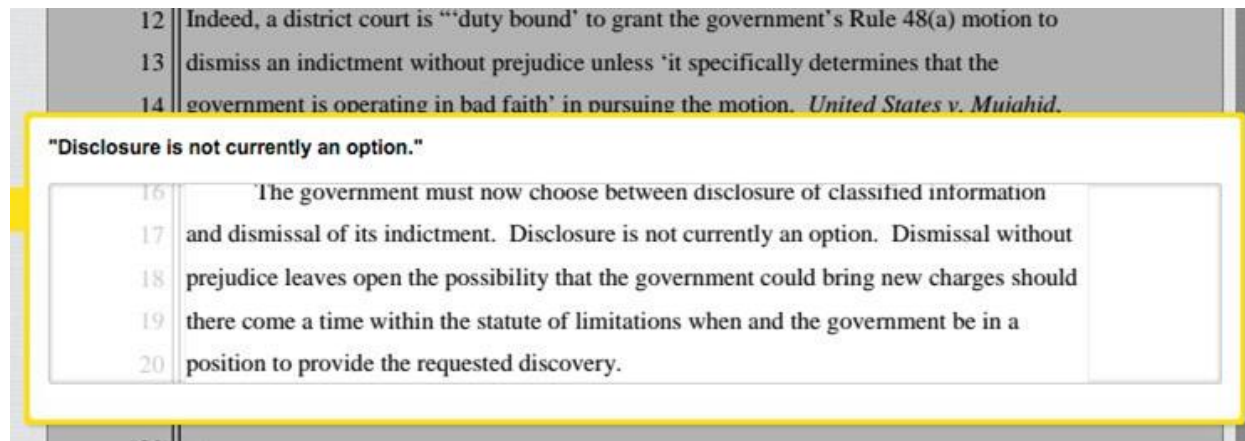 12 Indeed, a district court is “‘duty bound’ to grant the government’s Rule 48(a) motion to
13 dismiss an indictment without prejudice unless ‘it specifically determines that the
14 government is operating in bad faith’ in pursuing the motion. United States v. Mujahid,
"Disclosure is not currently an option."
16 The government must now choose between disclosure of classified information
17 and dismissal of its indictment. Disclosure is not currently an option. Dismissal without
18 prejudice leaves open the possibility that the government could bring new charges should
19 there come a time within the statute of limitations when and the government be in a
20 position to provide the requested discovery.